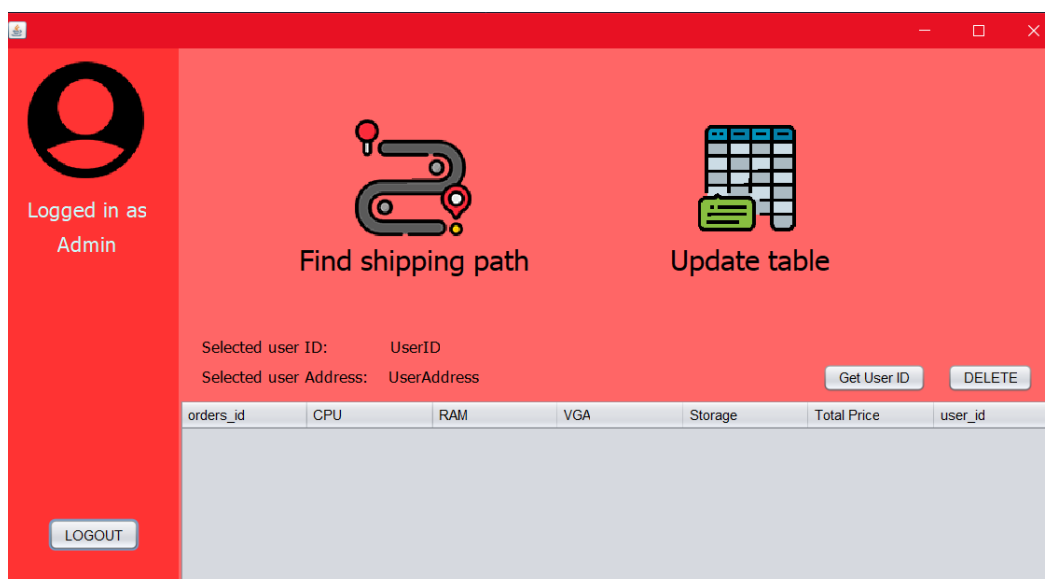 Logged in as
Admin
Find shipping path
Update table
Selected user ID: UserID
Selected user Address: UserAddress
Get User ID DELETE
orders_id CPU RAM VGA Storage Total Price user_id
LOGOUT